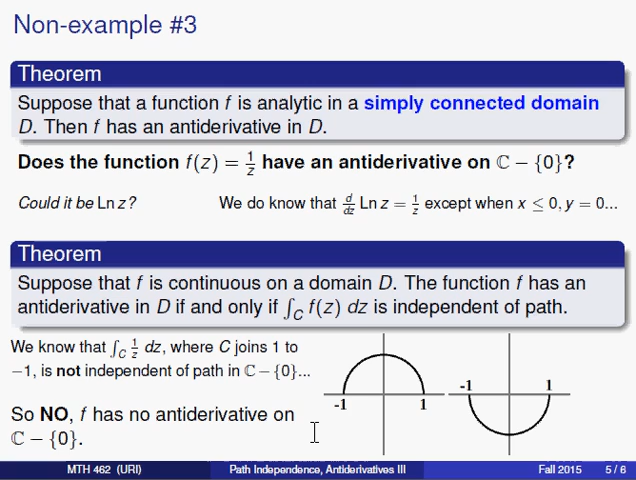 Non-example #3
Theorem
Suppose that a function f is analytic in a simply connected domain
D. Then f has an antiderivative in D.
Does the function f(z) = 1/z have an antiderivative on ℂ − {0}?
Could it be Ln z? We do know that d/dz Ln z = 1/z except when x ≤ 0, y = 0...
Theorem
Suppose that f is continuous on a domain D. The function f has an
antiderivative in D if and only if ∫_C f(z) dz is independent of path.
We know that ∫_C 1/z dz, where C joins 1 to
−1, is not independent of path in ℂ − {0}...
So NO, f has no antiderivative on
ℂ − {0}.
-1 1
-1 1
MTH 462 (URI) Path Independence, Antiderivatives III Fall 2015 5 / 6